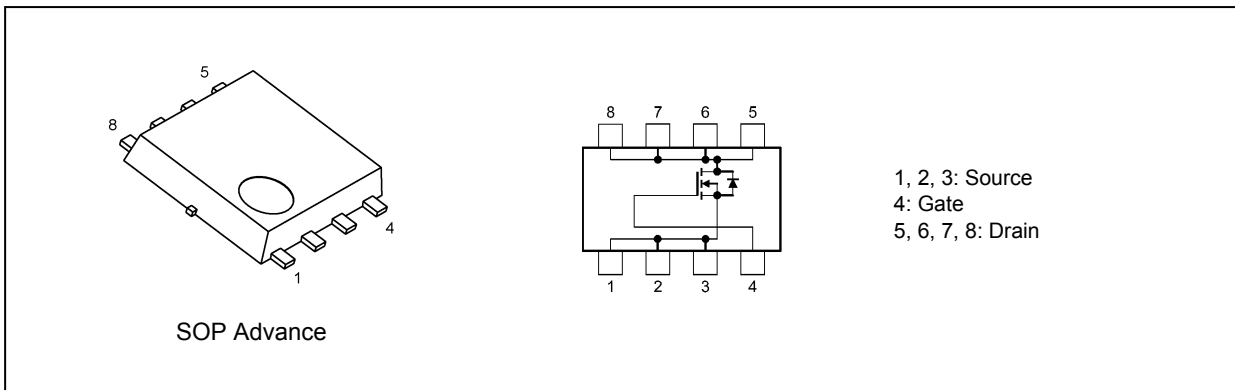 5
8
4
1
SOP Advance
8 7 6 5
1 2 3 4
1, 2, 3: Source
4: Gate
5, 6, 7, 8: Drain